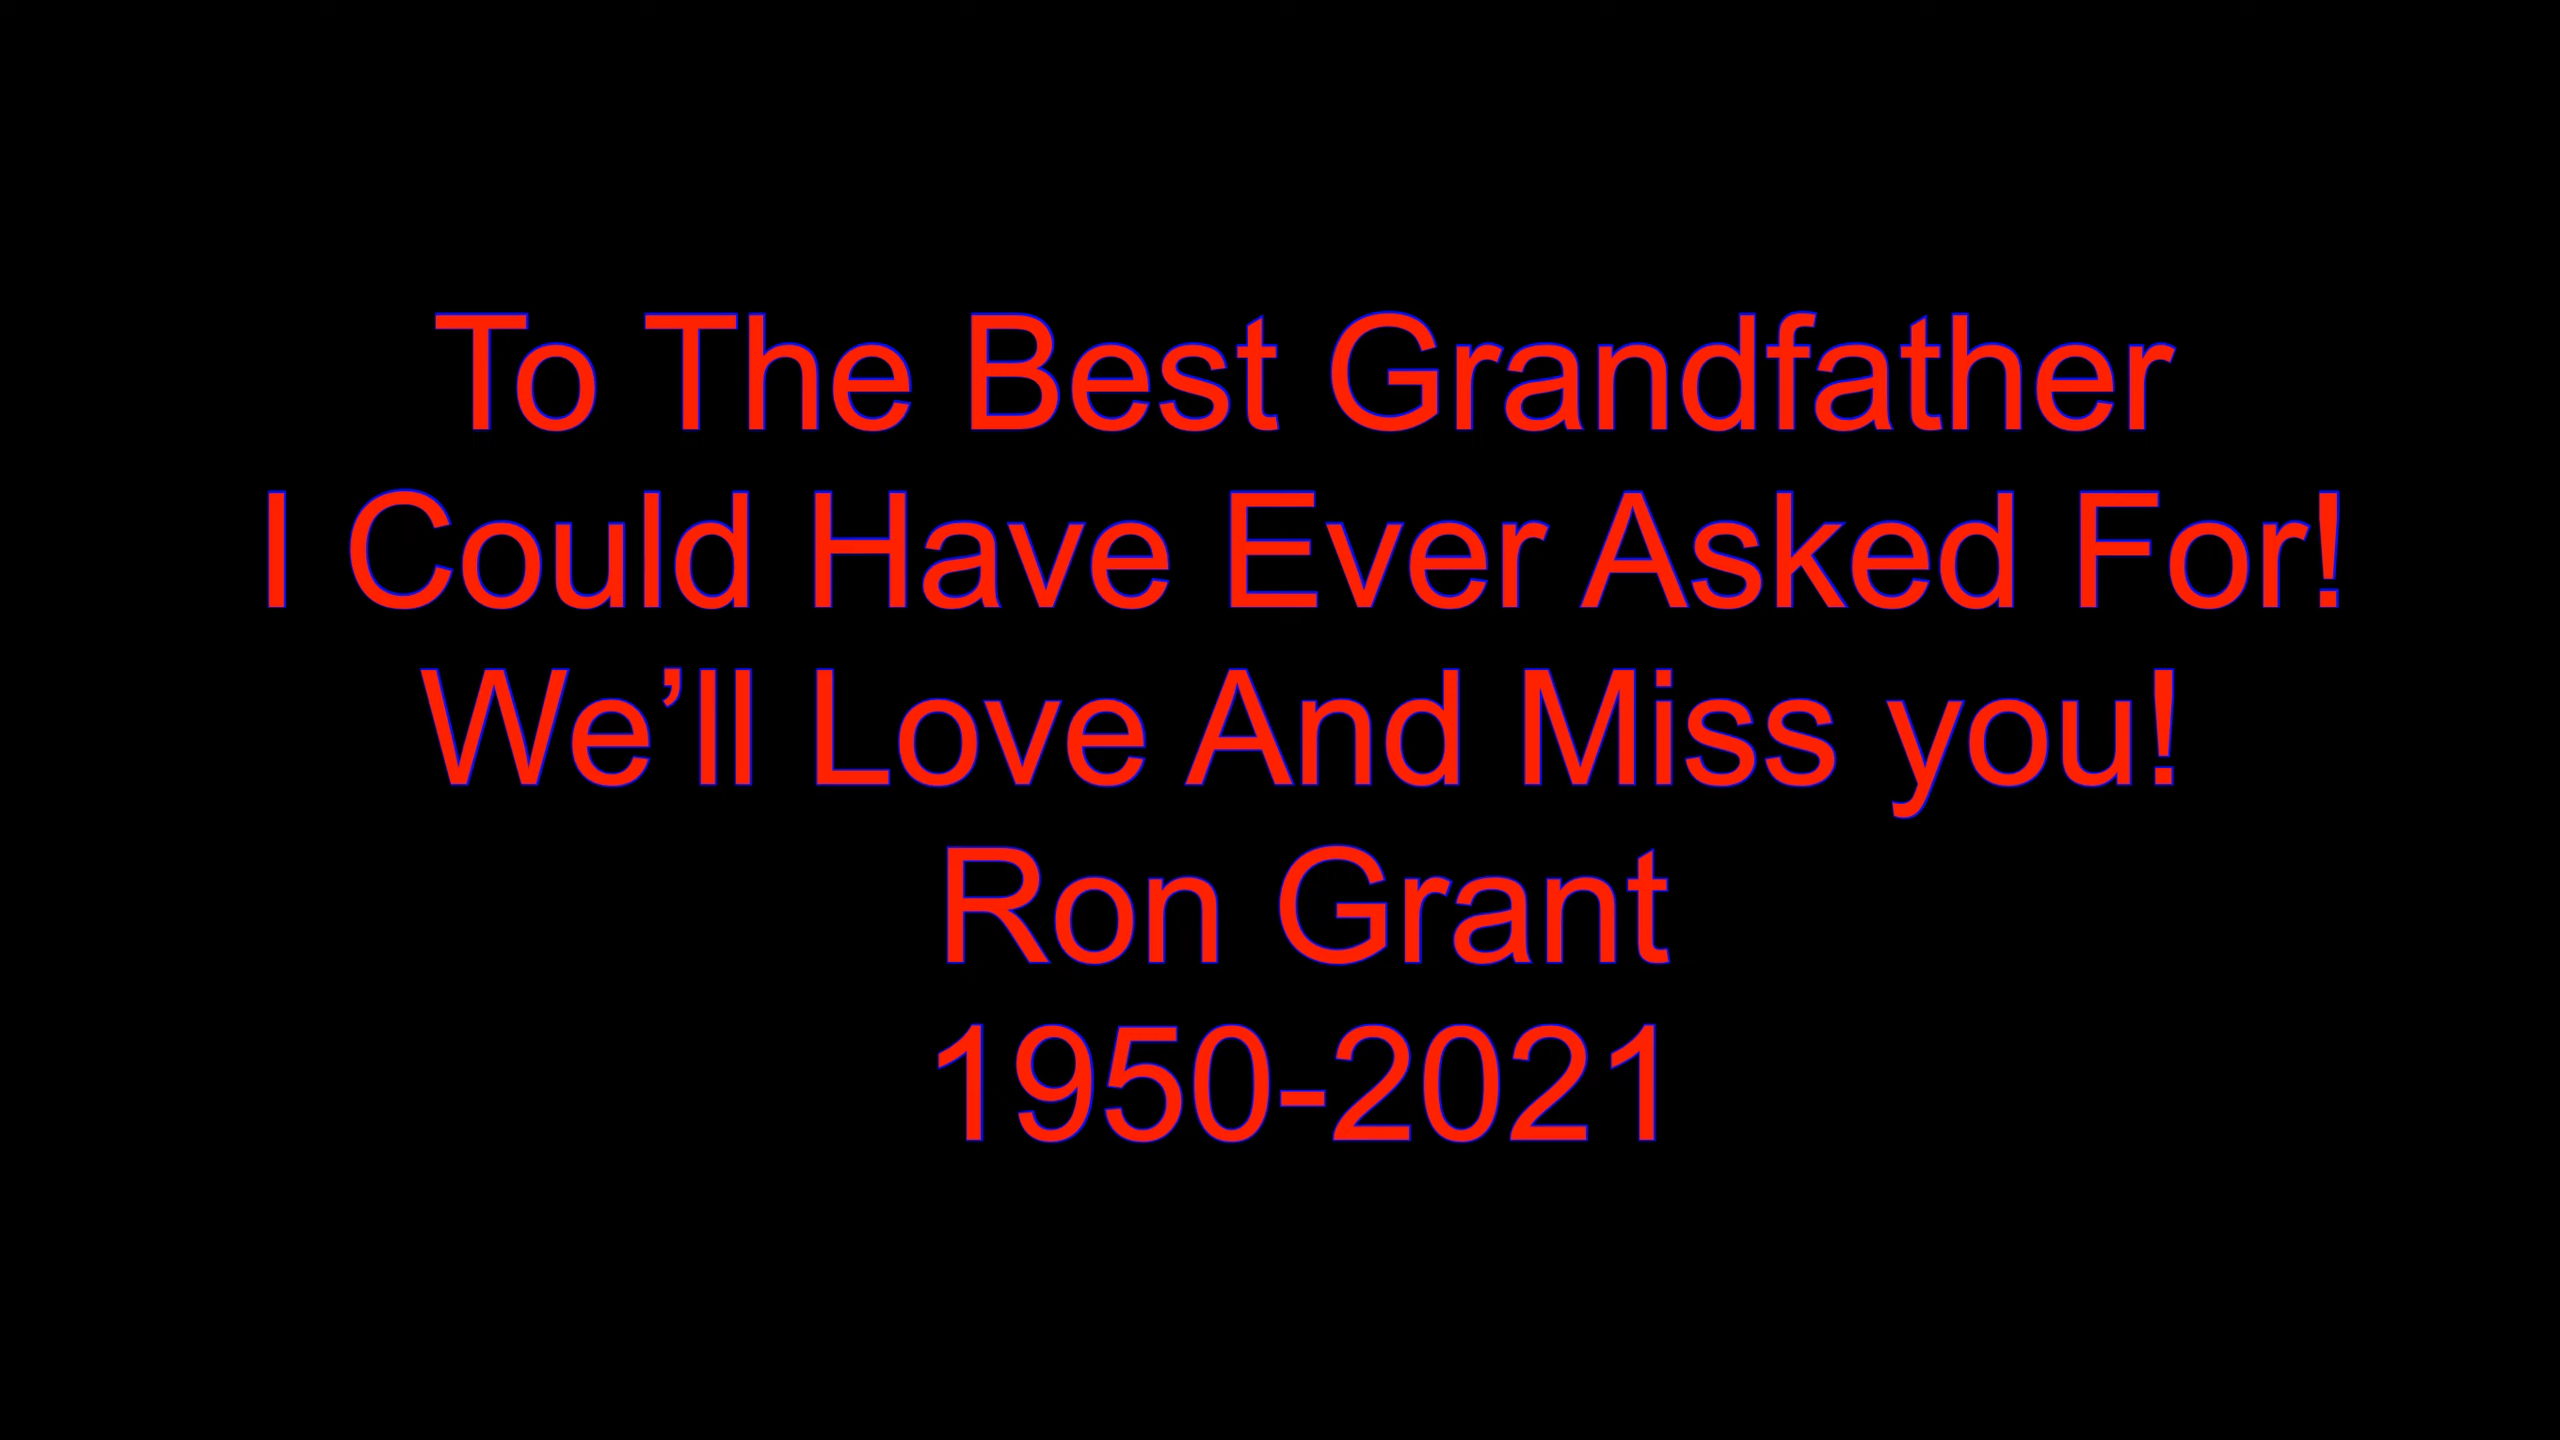 To The Best Grandfather
I Could Have Ever Asked For!
We’ll Love And Miss you!
Ron Grant
1950-2021